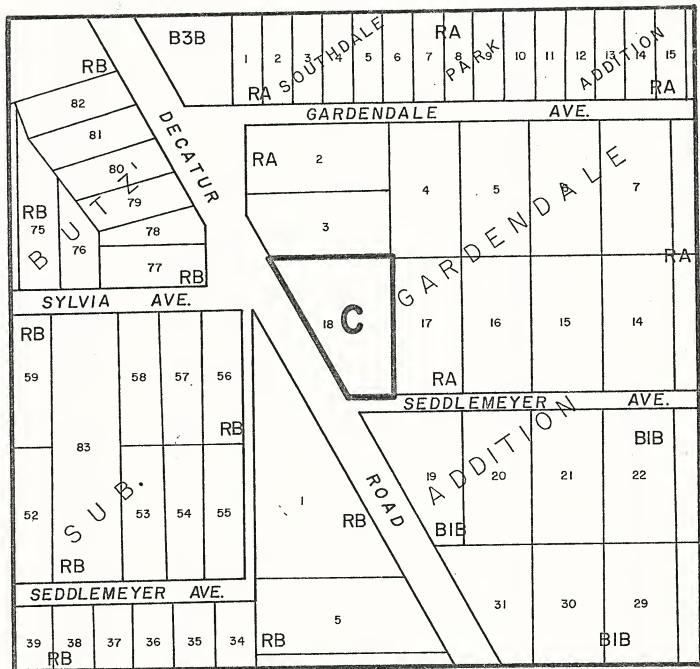 B3B
RB
1 2 3 4 5 6 7 8 9 10 11 12 13 14 15
RA
SOUTHDALE PARK ADDITION
RA
RA
GARDENDALE AVE.
DECATUR
82
81
80
79
78
77
RB
RB
75
76
BUTZ'
RA
2
3
4 5 6 7
GARDENDALE
RA
SYLVIA AVE.
18
C
17 16 15 14
RA
SEDDLEMEYER AVE.
RB
59
58 57 56
RB
83
SUB.
52
53 54 55
RB
ROAD
1
RB
ADDITION
19 20 21 22
B1B
B1B
SEDDLEMEYER AVE.
5
RB
39 38 37 36 35 34
RB
31 30 29
B1B